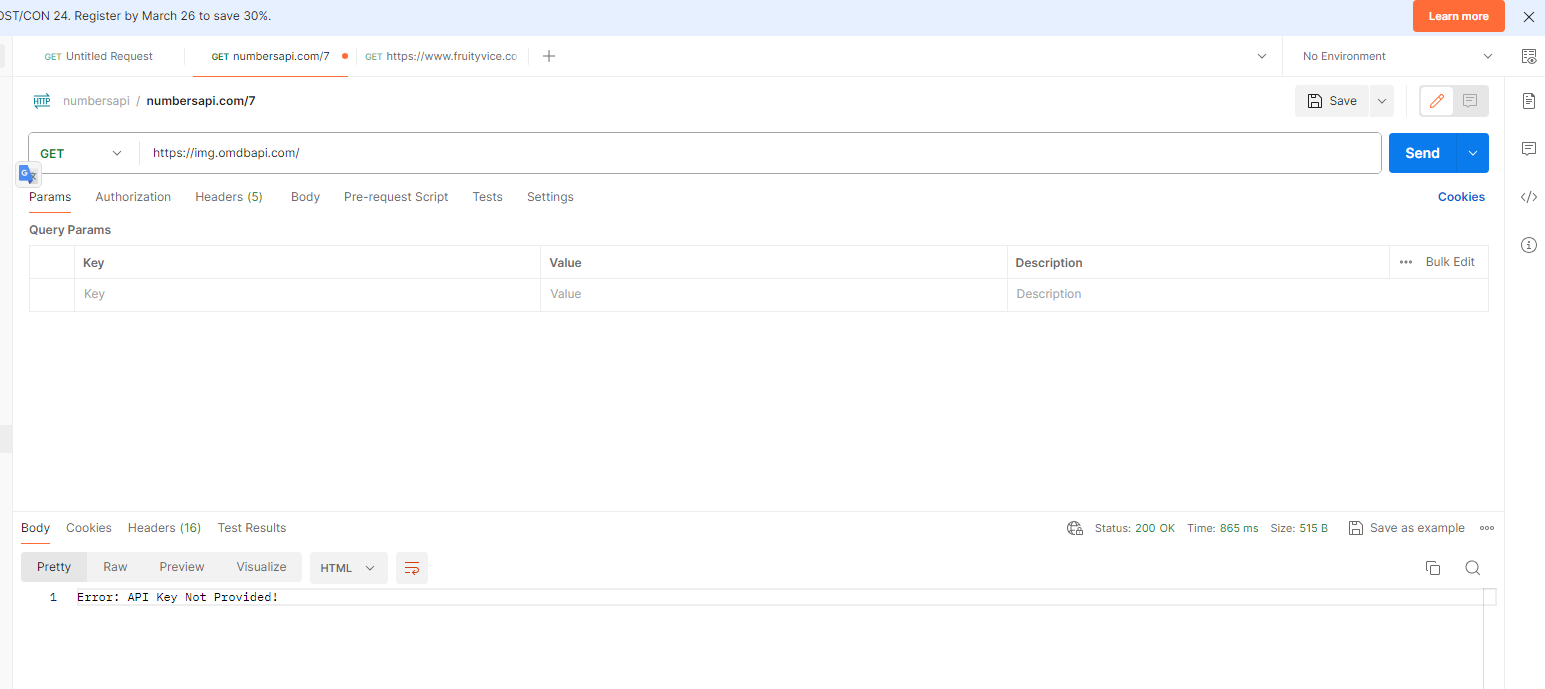 OST/CON 24. Register by March 26 to save 30%.
Learn more
GET Untitled Request
GET numbersapi.com/7
GET https://www.fruityvice.cc
No Environment
HTTP numbersapi / numbersapi.com/7
Save
GET https://img.omdbapi.com/
Send
G
Params Authorization Headers (5) Body Pre-request Script Tests Settings
Cookies
Query Params
Key Value Description ••• Bulk Edit
Key Value Description
Body Cookies Headers (16) Test Results
Status: 200 OK Time: 865 ms Size: 515 B
Save as example
Pretty Raw Preview Visualize HTML
1 Error: API Key Not Provided!